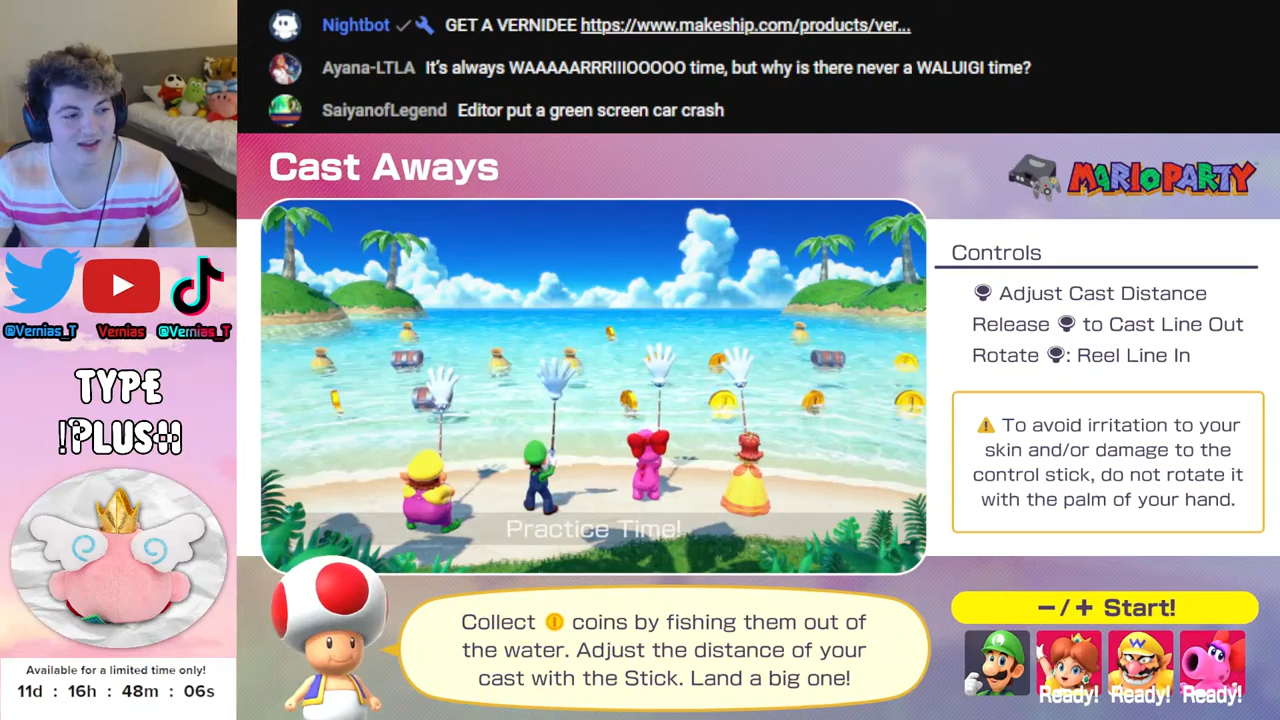 Nightbot GET A VERNIDEE https://www.makeship.com/products/ver...
Ayana-LTLA It's always WAAAAARRRIIIOOOOO time, but why is there never a WALUIGI time?
SaiyanofLegend Editor put a green screen car crash
Cast Aways
MARIO PARTY
Controls
Adjust Cast Distance
Release to Cast Line Out
Rotate : Reel Line In
To avoid irritation to your
skin and/or damage to the
control stick, do not rotate it
with the palm of your hand.
Practice Time!
@Vernias_T Vernias @Vernias_T
TYPE
!PLUSH
Available for a limited time only!
11d : 16h : 48m : 06s
Collect coins by fishing them out of
the water. Adjust the distance of your
cast with the Stick. Land a big one!
−/+ Start!
Ready! Ready! Ready!